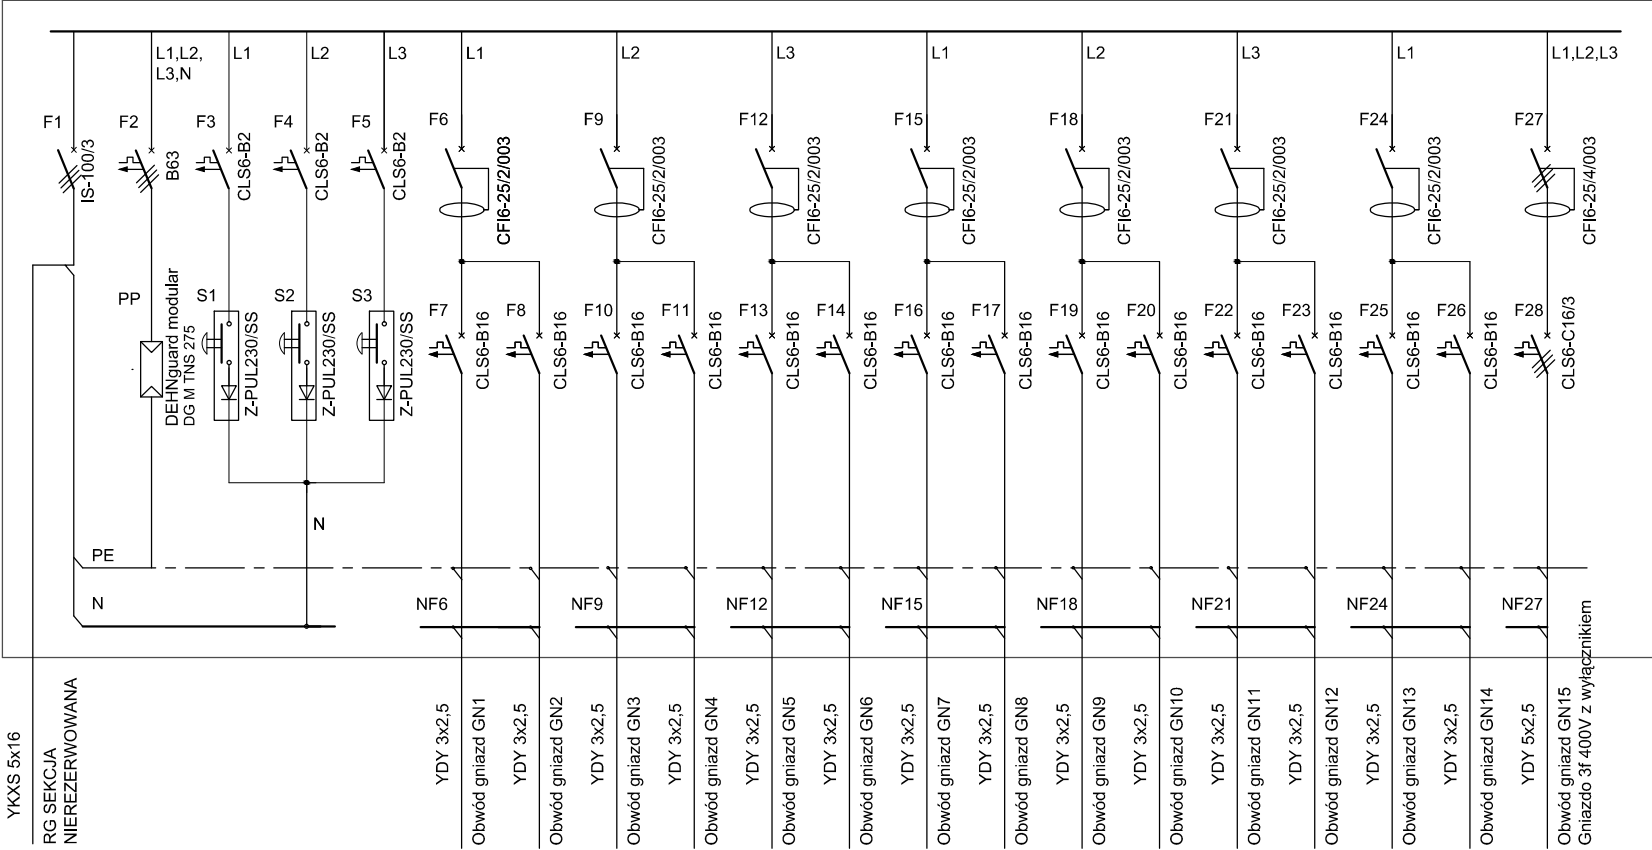 L1,L2,
L3,N
L1
L2
L3
L1
L2
L3
L1
L2
L3
L1
L1,L2,L3
F1
IS-100/3
F2
B63
F3
CLS6-B2
F4
CLS6-B2
F5
CLS6-B2
F6
CFI6-25/2/003
F9
CFI6-25/2/003
F12
CFI6-25/2/003
F15
CFI6-25/2/003
F18
CFI6-25/2/003
F21
CFI6-25/2/003
F24
CFI6-25/2/003
F27
CFI6-25/4/003
PP
DEHNguard modular
DG M TNS 275
S1
Z-PUL230/SS
S2
Z-PUL230/SS
S3
Z-PUL230/SS
F7
CLS6-B16
F8
CLS6-B16
F10
CLS6-B16
F11
CLS6-B16
F13
CLS6-B16
F14
CLS6-B16
F16
CLS6-B16
F17
CLS6-B16
F19
CLS6-B16
F20
CLS6-B16
F22
CLS6-B16
F23
CLS6-B16
F25
CLS6-B16
F26
CLS6-B16
F28
CLS6-C16/3
N
PE
N
NF6
NF9
NF12
NF15
NF18
NF21
NF24
NF27
YKXS 5x16
RG SEKCJA
NIEREZERWOWANA
YDY 3x2,5
Obwód gniazd GN1
YDY 3x2,5
Obwód gniazd GN2
YDY 3x2,5
Obwód gniazd GN3
YDY 3x2,5
Obwód gniazd GN4
YDY 3x2,5
Obwód gniazd GN5
YDY 3x2,5
Obwód gniazd GN6
YDY 3x2,5
Obwód gniazd GN7
YDY 3x2,5
Obwód gniazd GN8
YDY 3x2,5
Obwód gniazd GN9
YDY 3x2,5
Obwód gniazd GN10
YDY 3x2,5
Obwód gniazd GN11
YDY 3x2,5
Obwód gniazd GN12
YDY 3x2,5
Obwód gniazd GN13
YDY 3x2,5
Obwód gniazd GN14
YDY 5x2,5
Obwód gniazd GN15
Gniazdo 3f 400V z wyłącznikiem